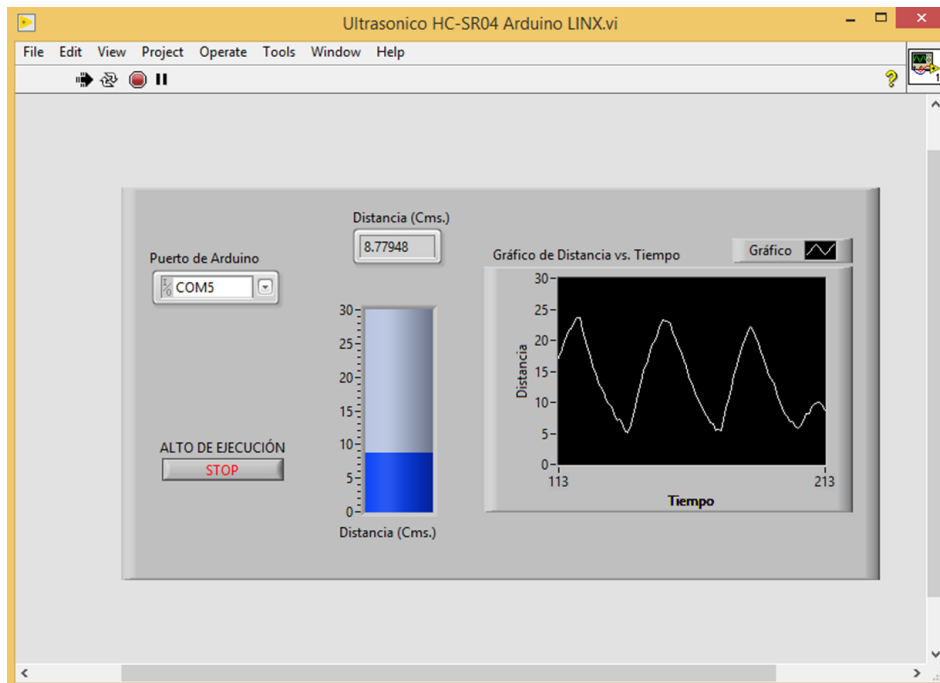 Ultrasonico HC-SR04 Arduino LINX.vi
File Edit View Project Operate Tools Window Help
?
1
Distancia (Cms.)
8.77948
Puerto de Arduino
I/O COM5
Gráfico de Distancia vs. Tiempo
Gráfico
30
25
20
15
10
5
0
Distancia (Cms.)
ALTO DE EJECUCIÓN
STOP
Distancia
30
25
20
15
10
5
0
113 213
Tiempo